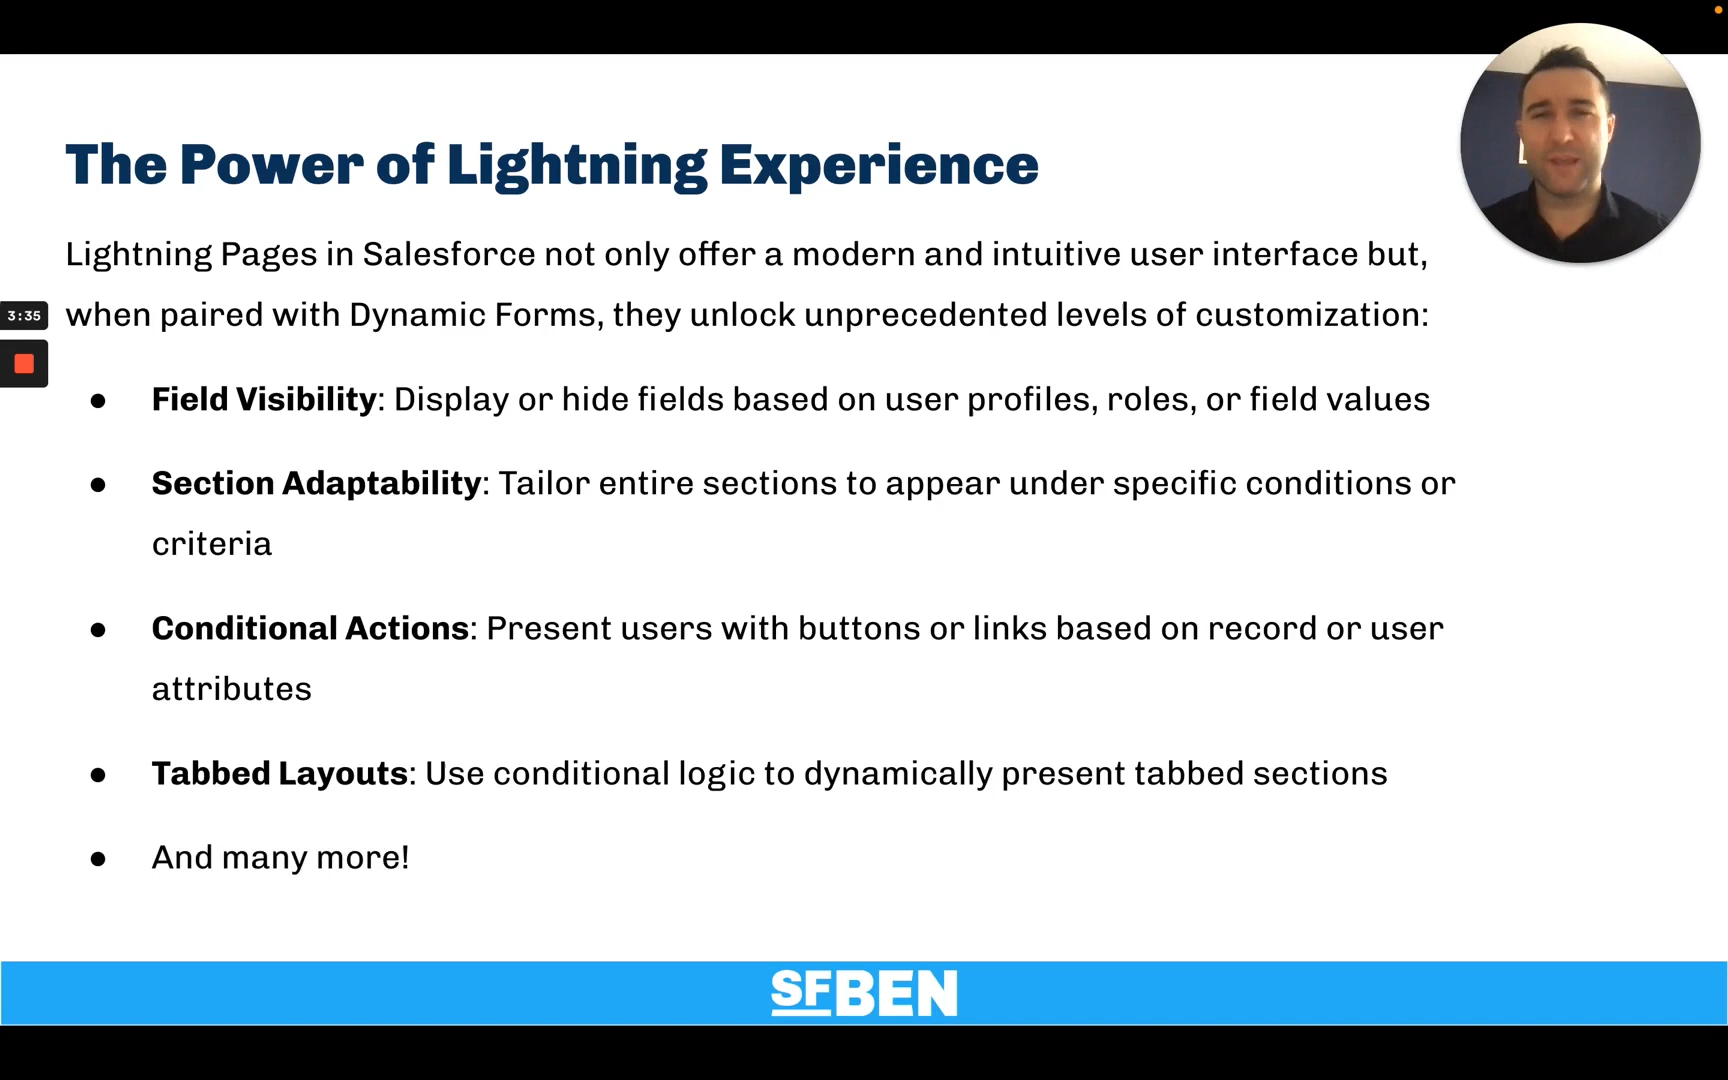 The Power of Lightning Experience
Lightning Pages in Salesforce not only offer a modern and intuitive user interface but,
3:35
when paired with Dynamic Forms, they unlock unprecedented levels of customization:
● Field Visibility: Display or hide fields based on user profiles, roles, or field values
● Section Adaptability: Tailor entire sections to appear under specific conditions or
criteria
● Conditional Actions: Present users with buttons or links based on record or user
attributes
● Tabbed Layouts: Use conditional logic to dynamically present tabbed sections
● And many more!
SFBEN